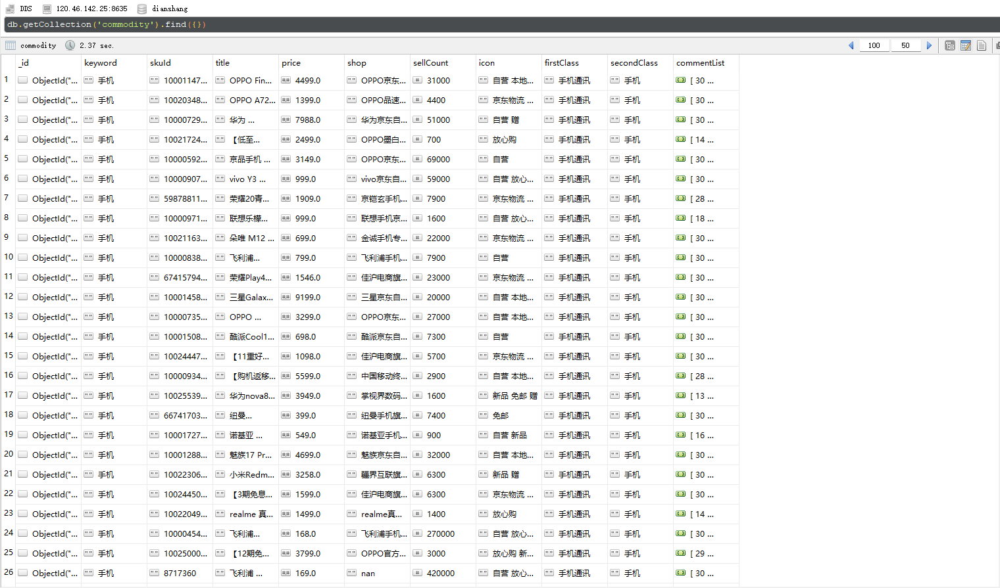 DDS 120.46.142.25:8635 dianshang
db.getCollection('commodity').find({})
commodity 2.37 sec. 100 50
_id keyword skuId title price shop sellCount icon firstClass secondClass commentList
1 ObjectId("... 手机 10001147... OPPO Fin... 4499.0 OPPO京东... 31000 自营 本地... 手机通讯 手机 [ 30 ...
2 ObjectId("... 手机 10020348... OPPO A72... 1399.0 OPPO品速... 4400 京东物流 ... 手机通讯 手机 [ 30 ...
3 ObjectId("... 手机 10000729... 华为 ... 7988.0 华为京东自... 51000 自营 赠 手机通讯 手机 [ 30 ...
4 ObjectId("... 手机 10021724... 【低至... 2499.0 OPPO墨白... 700 放心购 手机通讯 手机 [ 14 ...
5 ObjectId("... 手机 10000592... 京品手机 ... 3149.0 OPPO京东... 69000 自营 手机通讯 手机 [ 30 ...
6 ObjectId("... 手机 10000907... vivo Y3 ... 999.0 vivo京东自... 59000 自营 放心... 手机通讯 手机 [ 30 ...
7 ObjectId("... 手机 59878811... 荣耀20青... 1909.0 京铠玄手机... 7900 京东物流 ... 手机通讯 手机 [ 28 ...
8 ObjectId("... 手机 10000971... 联想乐檬... 999.0 联想手机京... 1600 自营 放心... 手机通讯 手机 [ 18 ...
9 ObjectId("... 手机 10021163... 朵唯 M12 ... 699.0 金诚手机专... 22000 京东物流 ... 手机通讯 手机 [ 30 ...
10 ObjectId("... 手机 10000838... 飞利浦... 799.0 飞利浦手机... 7900 自营 手机通讯 手机 [ 30 ...
11 ObjectId("... 手机 67415794... 荣耀Play4... 1546.0 佳沪电商旗... 23000 京东物流 ... 手机通讯 手机 [ 30 ...
12 ObjectId("... 手机 10001458... 三星Galax... 9199.0 三星京东自... 20000 自营 本地... 手机通讯 手机 [ 30 ...
13 ObjectId("... 手机 10000735... OPPO ... 3299.0 OPPO京东... 27000 自营 本地... 手机通讯 手机 [ 30 ...
14 ObjectId("... 手机 10001508... 酷派Cool1... 698.0 酷派京东自... 7300 自营 手机通讯 手机 [ 30 ...
15 ObjectId("... 手机 10024447... 【11重好... 1098.0 佳沪电商旗... 5700 京东物流 ... 手机通讯 手机 [ 30 ...
16 ObjectId("... 手机 10000934... 【购机返移... 5599.0 中国移动终... 2900 自营 本地... 手机通讯 手机 [ 28 ...
17 ObjectId("... 手机 10025539... 华为nova8... 3949.0 掌视界数码... 1600 新品 免邮 赠 手机通讯 手机 [ 13 ...
18 ObjectId("... 手机 66741703... 纽曼... 399.0 纽曼手机旗... 7400 免邮 手机通讯 手机 [ 30 ...
19 ObjectId("... 手机 10001727... 诺基亚 ... 549.0 诺基亚手机... 900 自营 新品 手机通讯 手机 [ 16 ...
20 ObjectId("... 手机 10001288... 魅族17 Pr... 4699.0 魅族京东自... 32000 自营 本地... 手机通讯 手机 [ 30 ...
21 ObjectId("... 手机 10022306... 小米Redm... 3258.0 疆界互联旗... 6300 新品 赠 手机通讯 手机 [ 30 ...
22 ObjectId("... 手机 10024450... 【3期免息... 1599.0 佳沪电商旗... 6300 京东物流 ... 手机通讯 手机 [ 30 ...
23 ObjectId("... 手机 10022049... realme 真... 1499.0 realme真... 1400 放心购 手机通讯 手机 [ 14 ...
24 ObjectId("... 手机 10000454... 飞利浦... 168.0 飞利浦手机... 270000 自营 放心... 手机通讯 手机 [ 30 ...
25 ObjectId("... 手机 10025000... 【12期免... 3799.0 OPPO官方... 3000 放心购 新... 手机通讯 手机 [ 29 ...
26 ObjectId("... 手机 8717360 飞利浦 ... 169.0 nan 420000 自营 放心... 手机通讯 手机 [ 30 ...